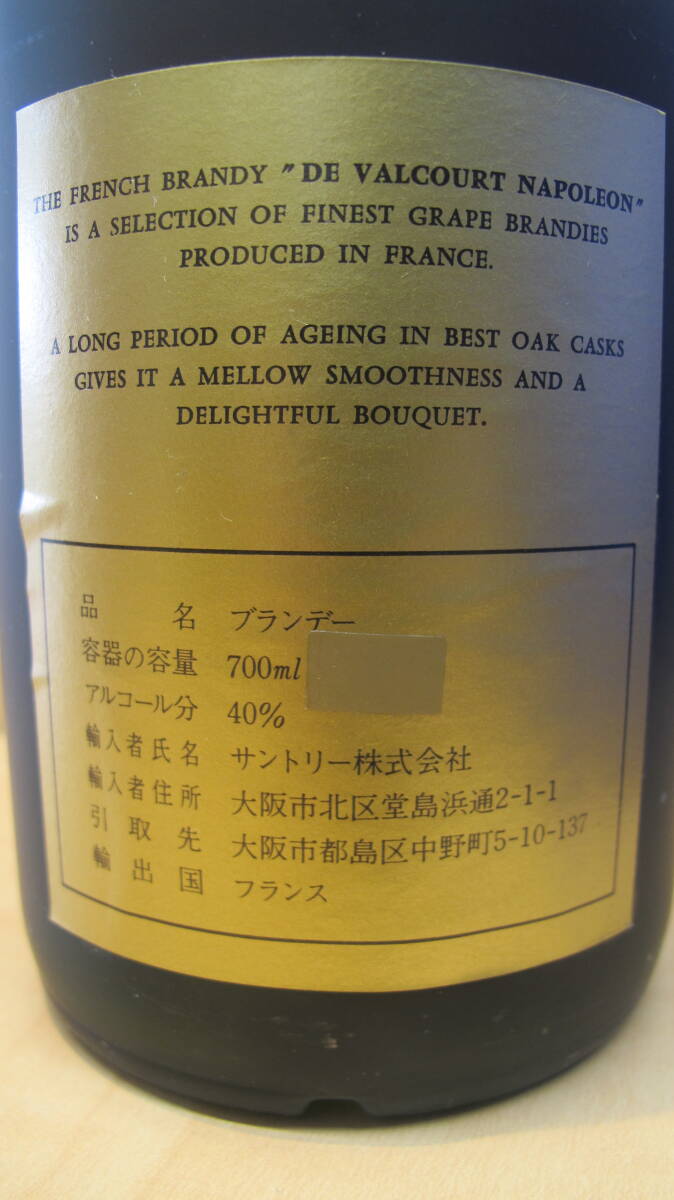 THE FRENCH BRANDY "DE VALCOURT NAPOLEON"
IS A SELECTION OF FINEST GRAPE BRANDIES
PRODUCED IN FRANCE.
A LONG PERIOD OF AGEING IN BEST OAK CASKS
GIVES IT A MELLOW SMOOTHNESS AND A
DELIGHTFUL BOUQUET.
品名 ブランデー
容器の容量 700ml
アルコール分 40%
輸入者氏名 サントリー株式会社
輸入者住所 大阪市北区堂島浜通2-1-1
引取先 大阪市都島区中野町5-10-137
輸出国 フランス